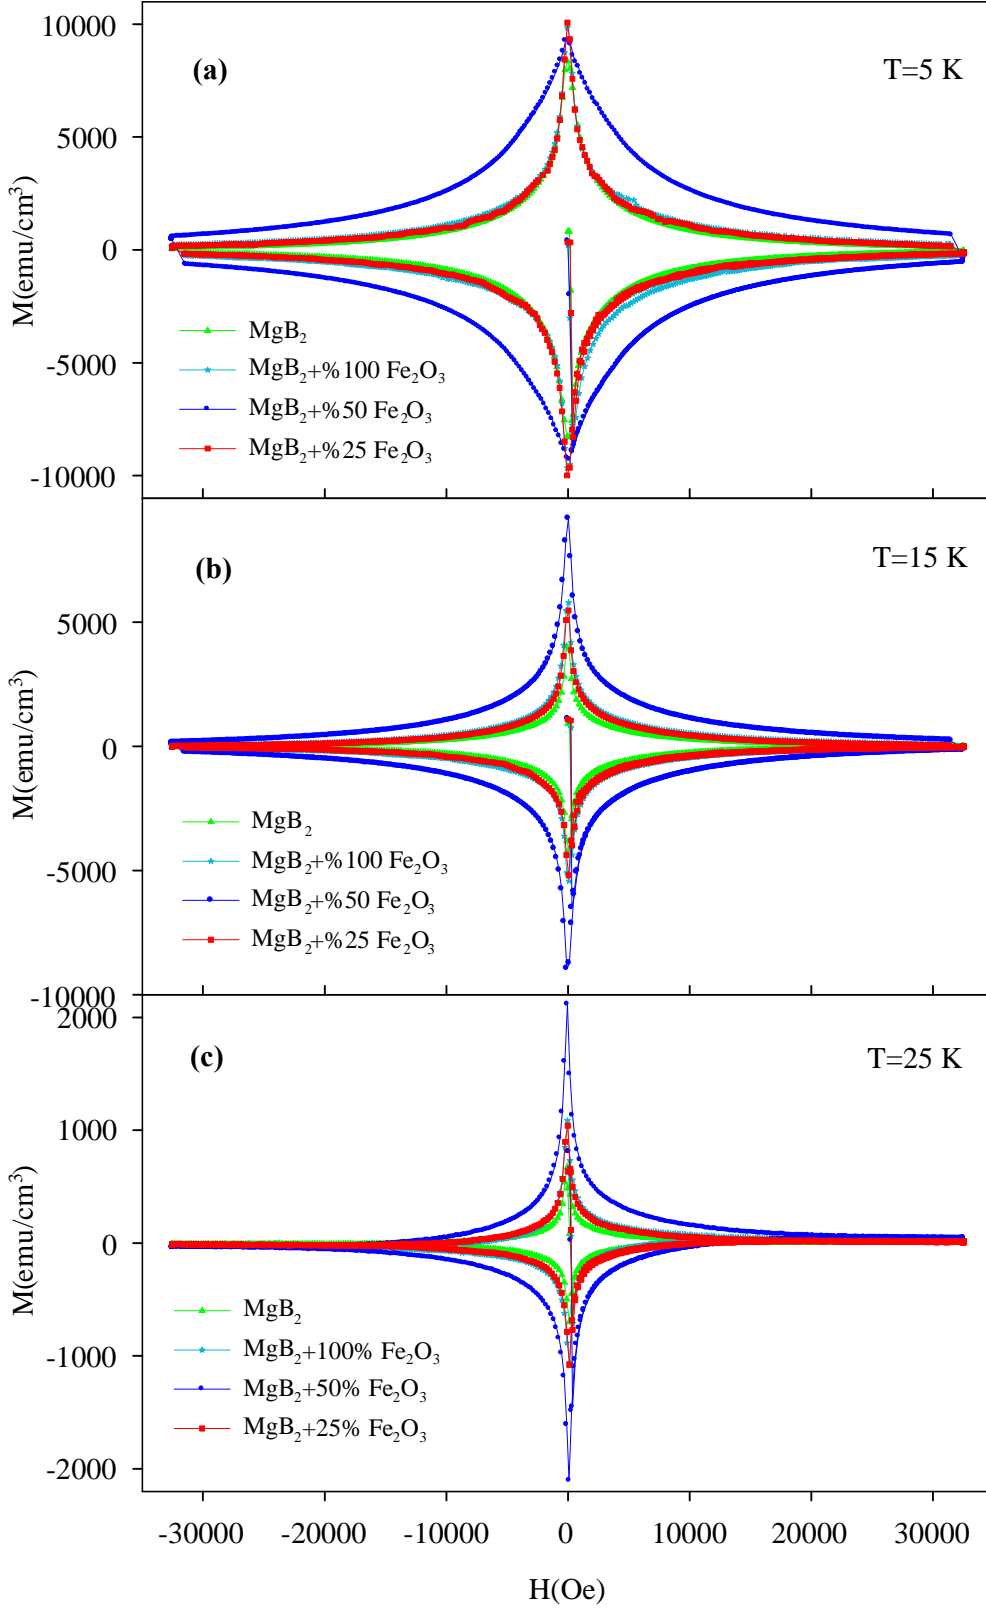 10000
(a)
T=5 K
5000
M(emu/cm³)
0
MgB₂
MgB₂+%100 Fe₂O₃
-5000
MgB₂+%50 Fe₂O₃
MgB₂+%25 Fe₂O₃
-10000
(b)
T=15 K
5000
M(emu/cm³)
0
MgB₂
MgB₂+%100 Fe₂O₃
-5000
MgB₂+%50 Fe₂O₃
MgB₂+%25 Fe₂O₃
-10000
2000
(c)
T=25 K
1000
M(emu/cm³)
0
MgB₂
MgB₂+100% Fe₂O₃
-1000
MgB₂+50% Fe₂O₃
MgB₂+25% Fe₂O₃
-2000
-30000 -20000 -10000 0 10000 20000 30000
H(Oe)